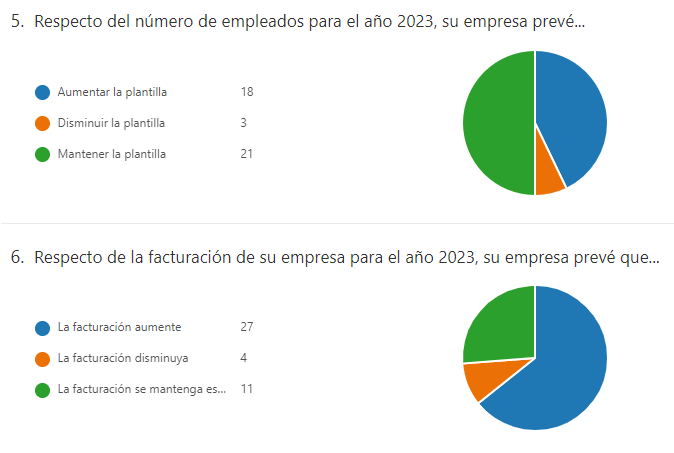 5. Respecto del número de empleados para el año 2023, su empresa prevé...
Aumentar la plantilla 18
Disminuir la plantilla 3
Mantener la plantilla 21
6. Respecto de la facturación de su empresa para el año 2023, su empresa prevé que...
La facturación aumente 27
La facturación disminuya 4
La facturación se mantenga es... 11